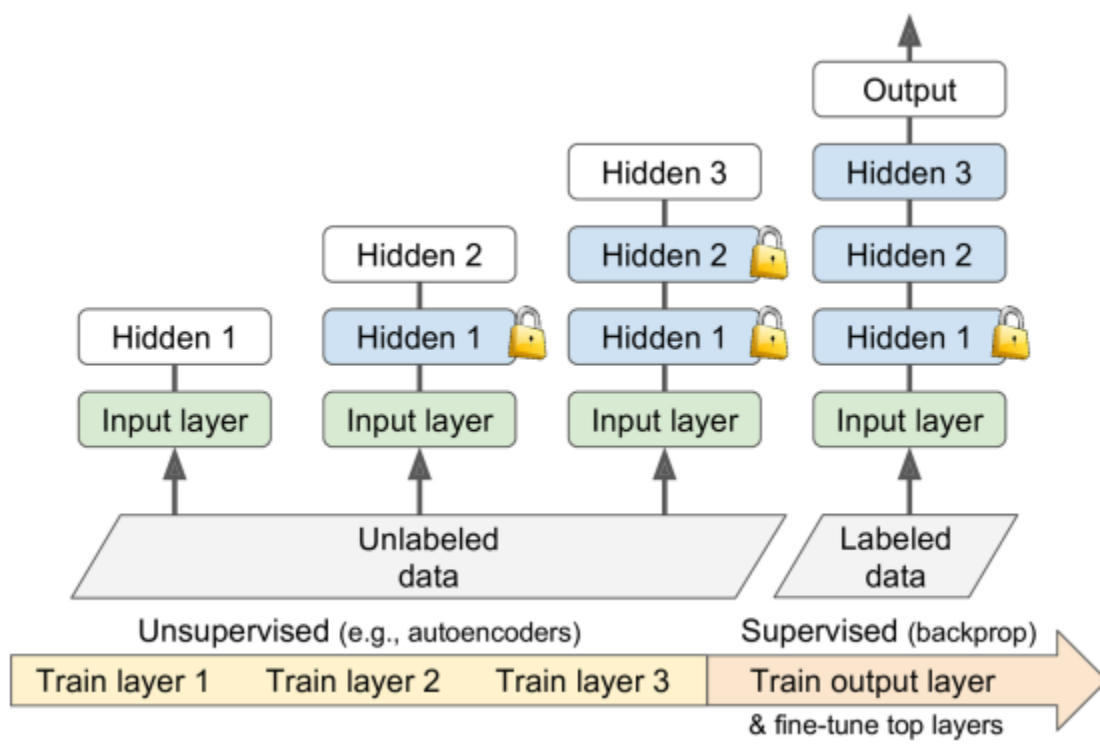 Output
Hidden 3
Hidden 3
Hidden 2
Hidden 2
Hidden 2
Hidden 1
Hidden 1
Hidden 1
Hidden 1
Input layer
Input layer
Input layer
Input layer
Unlabeled
data
Labeled
data
Unsupervised (e.g., autoencoders)
Supervised (backprop)
Train layer 1
Train layer 2
Train layer 3
Train output layer
& fine-tune top layers